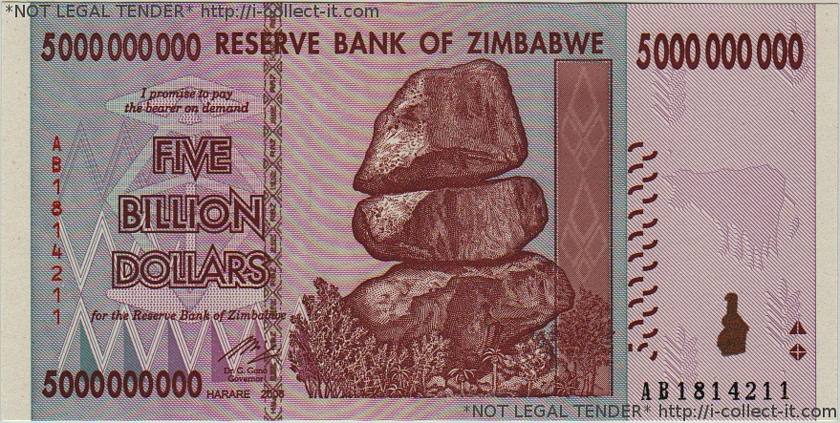 *NOT LEGAL TENDER* http://i-collect-it.com
5000000000 RESERVE BANK OF ZIMBABWE 5000000000
I promise to pay
the bearer on demand
FIVE
BILLION
DOLLARS
AB1814211
for the Reserve Bank of Zimbabwe
Dr. G. Gono
Governor
5000000000 HARARE 2008
AB1814211
*NOT LEGAL TENDER* http://i-collect-it.com